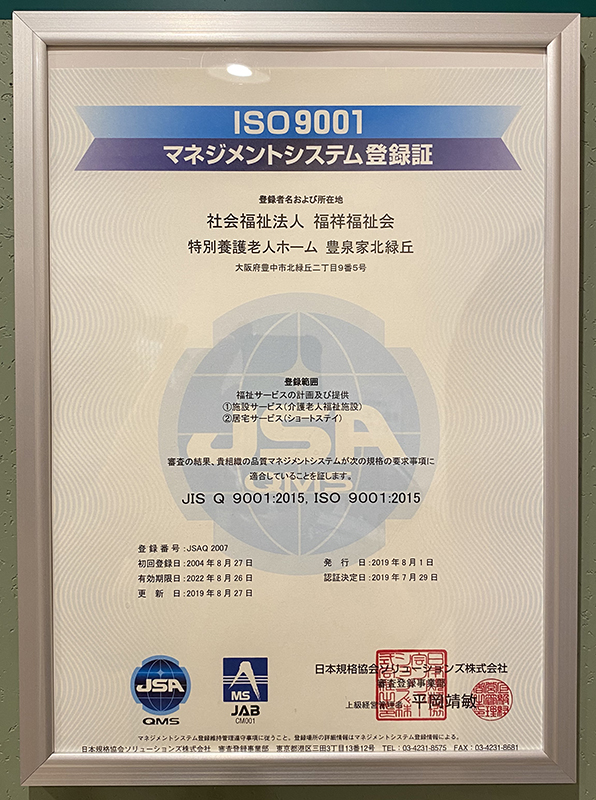 ISO 9001
マネジメントシステム登録証
登録者名および所在地
社会福祉法人 福祥福祉会
特別養護老人ホーム 豊泉家北緑丘
大阪府豊中市北緑丘二丁目9番5号
登録範囲
福祉サービスの計画及び提供
①施設サービス(介護老人福祉施設)
②居宅サービス(ショートステイ)
JSA
QMS
審査の結果、貴組織の品質マネジメントシステムが次の規格の要求事項に
適合していることを証します。
JIS Q 9001:2015, ISO 9001:2015
登録番号:JSAQ 2007
初回登録日:2004年8月27日
有効期限日:2022年8月26日
更新日:2019年8月27日
発行日:2019年8月1日
認証決定日:2019年7月29日
JSA
QMS
MS
JAB
CM001
日本規格協会ソリューションズ株式会社
審査登録事業部
上級経営管理者 平岡靖敏
マネジメントシステム登録維持管理遵守事項に従うこと。登録場所の詳細情報はマネジメントシステム登録情報による。
日本規格協会ソリューションズ株式会社 審査登録事業部 東京都港区三田3丁目13番12号 TEL:03-4231-8575 FAX:03-4231-8681